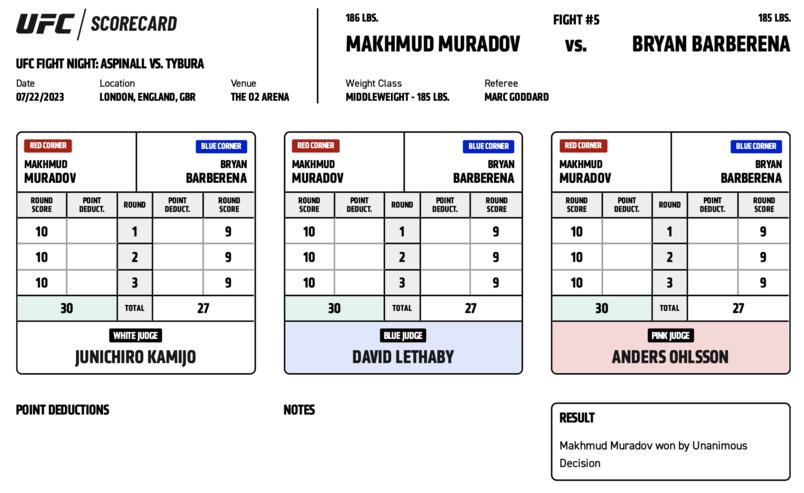 UFC SCORECARD
UFC FIGHT NIGHT: ASPINALL VS. TYBURA
Date Location Venue
07/22/2023 LONDON, ENGLAND, GBR THE O2 ARENA
186 LBS. FIGHT #5 185 LBS.
MAKHMUD MURADOV VS. BRYAN BARBERENA
Weight Class Referee
MIDDLEWEIGHT - 185 LBS. MARC GODDARD
RED CORNER BLUE CORNER
MAKHMUD BRYAN
MURADOV BARBERENA
ROUND POINT ROUND POINT ROUND
SCORE DEDUCT. DEDUCT. SCORE
10 1 9
10 2 9
10 3 9
30 TOTAL 27
WHITE JUDGE
JUNICHIRO KAMIJO
RED CORNER BLUE CORNER
MAKHMUD BRYAN
MURADOV BARBERENA
ROUND POINT ROUND POINT ROUND
SCORE DEDUCT. DEDUCT. SCORE
10 1 9
10 2 9
10 3 9
30 TOTAL 27
BLUE JUDGE
DAVID LETHABY
RED CORNER BLUE CORNER
MAKHMUD BRYAN
MURADOV BARBERENA
ROUND POINT ROUND POINT ROUND
SCORE DEDUCT. DEDUCT. SCORE
10 1 9
10 2 9
10 3 9
30 TOTAL 27
PINK JUDGE
ANDERS OHLSSON
POINT DEDUCTIONS
NOTES
RESULT
Makhmud Muradov won by Unanimous
Decision